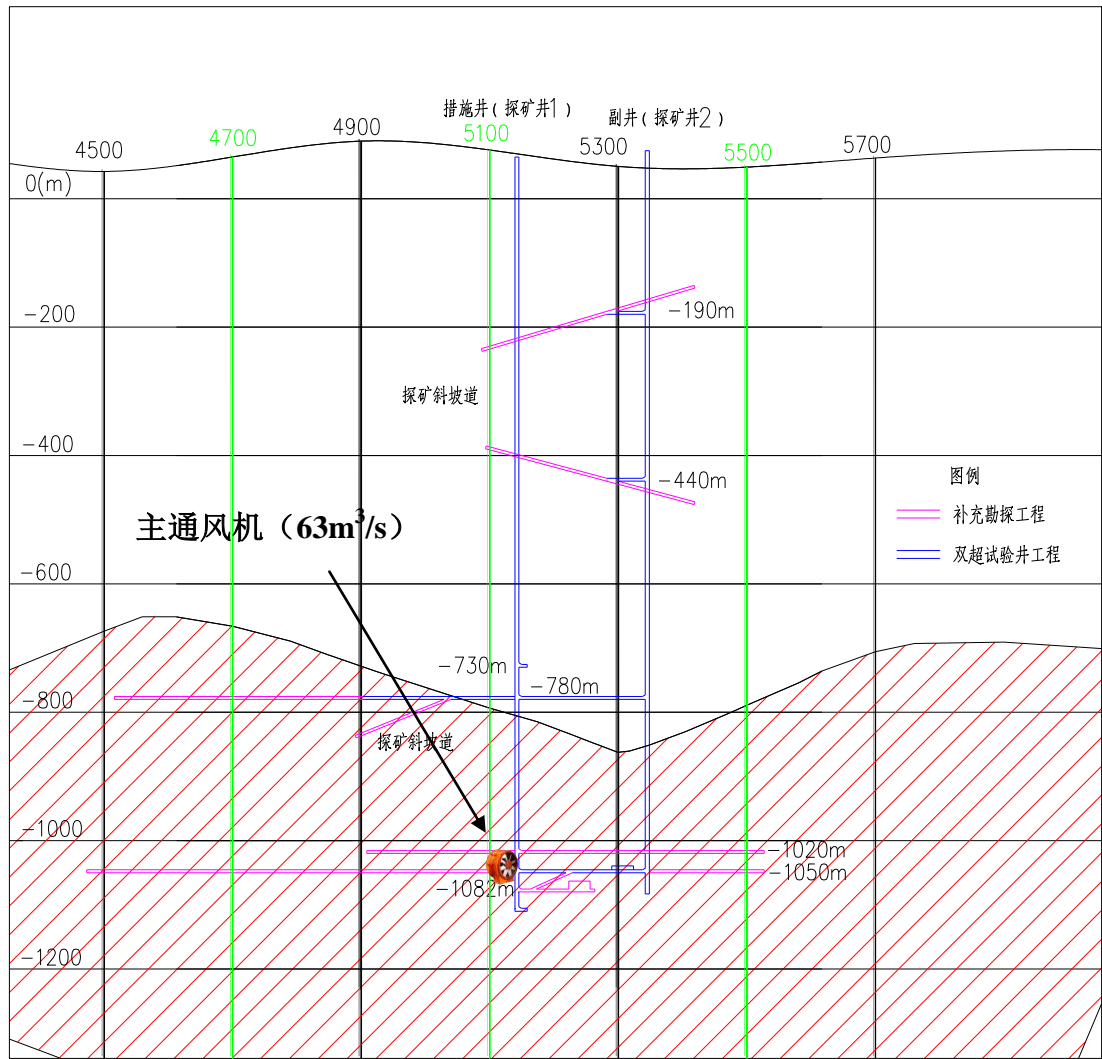 措施井(探矿井1)
副井(探矿井2)
4500
4700
4900
5100
5300
5500
5700
0(m)
-200
-190m
探矿斜坡道
-400
-440m
图例
补充勘探工程
双超试验井工程
主通风机（63m³/s）
-600
-730m
-780m
-800
探矿斜坡道
-1000
-1020m
-1050m
-1082m
-1200